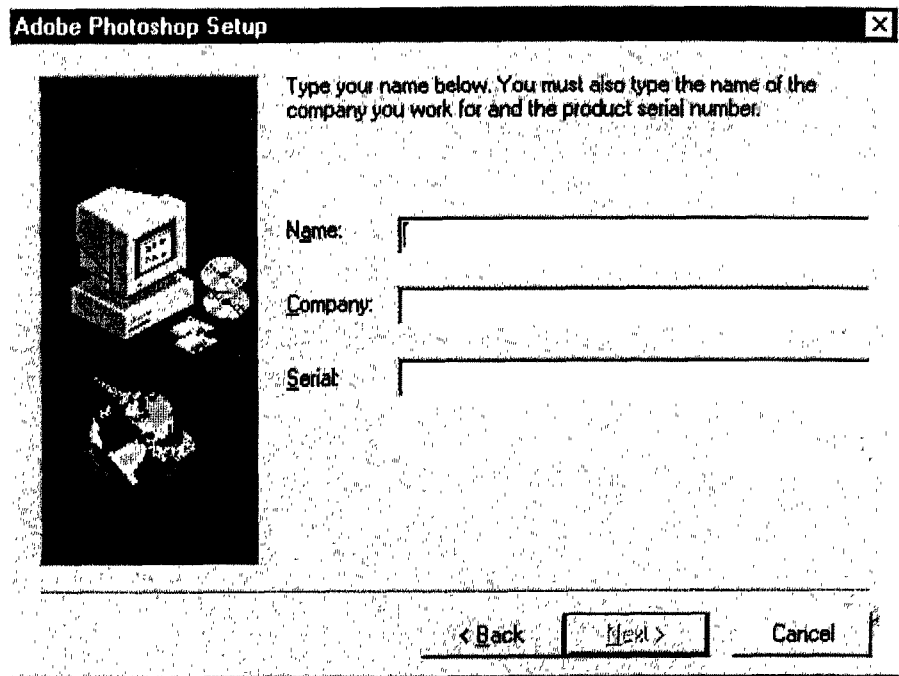 Adobe Photoshop Setup
Type your name below. You must also type the name of the
company you work for and the product serial number.
Name:
Company:
Serial:
< Back
Next >
Cancel